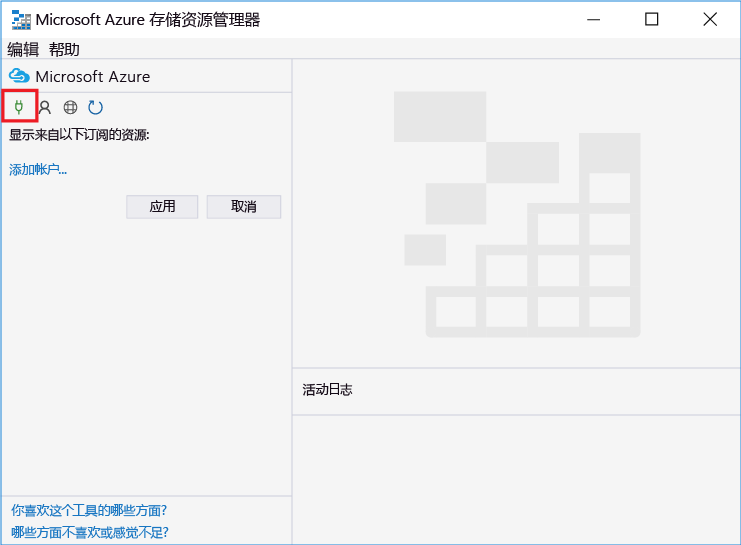 Microsoft Azure 存储资源管理器
编辑 帮助
Microsoft Azure
显示来自以下订阅的资源:
添加帐户...
应用 取消
活动日志
你喜欢这个工具的哪些方面?
哪些方面不喜欢或感觉不足?